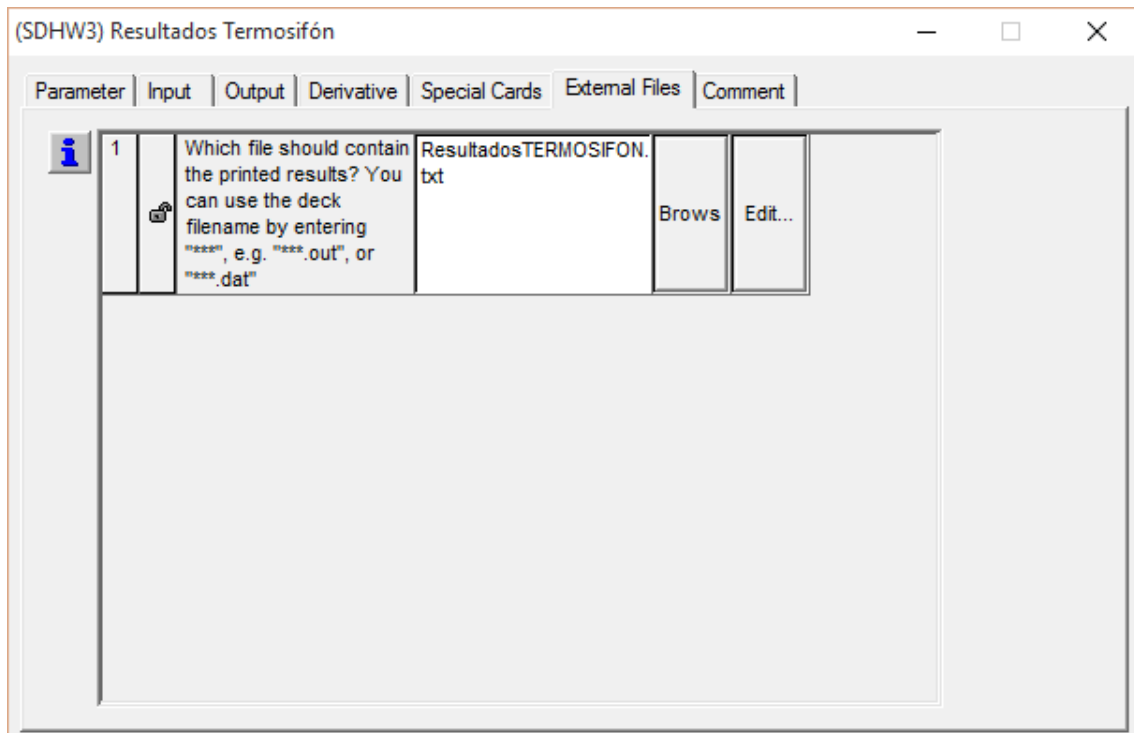 (SDHW3) Resultados Termosifón
Parameter Input Output Derivative Special Cards External Files Comment
i
1
Which file should contain
the printed results? You
can use the deck
filename by entering
"***", e.g. "***.out", or
"***.dat"
ResultadosTERMOSIFON.
txt
Brows
Edit...